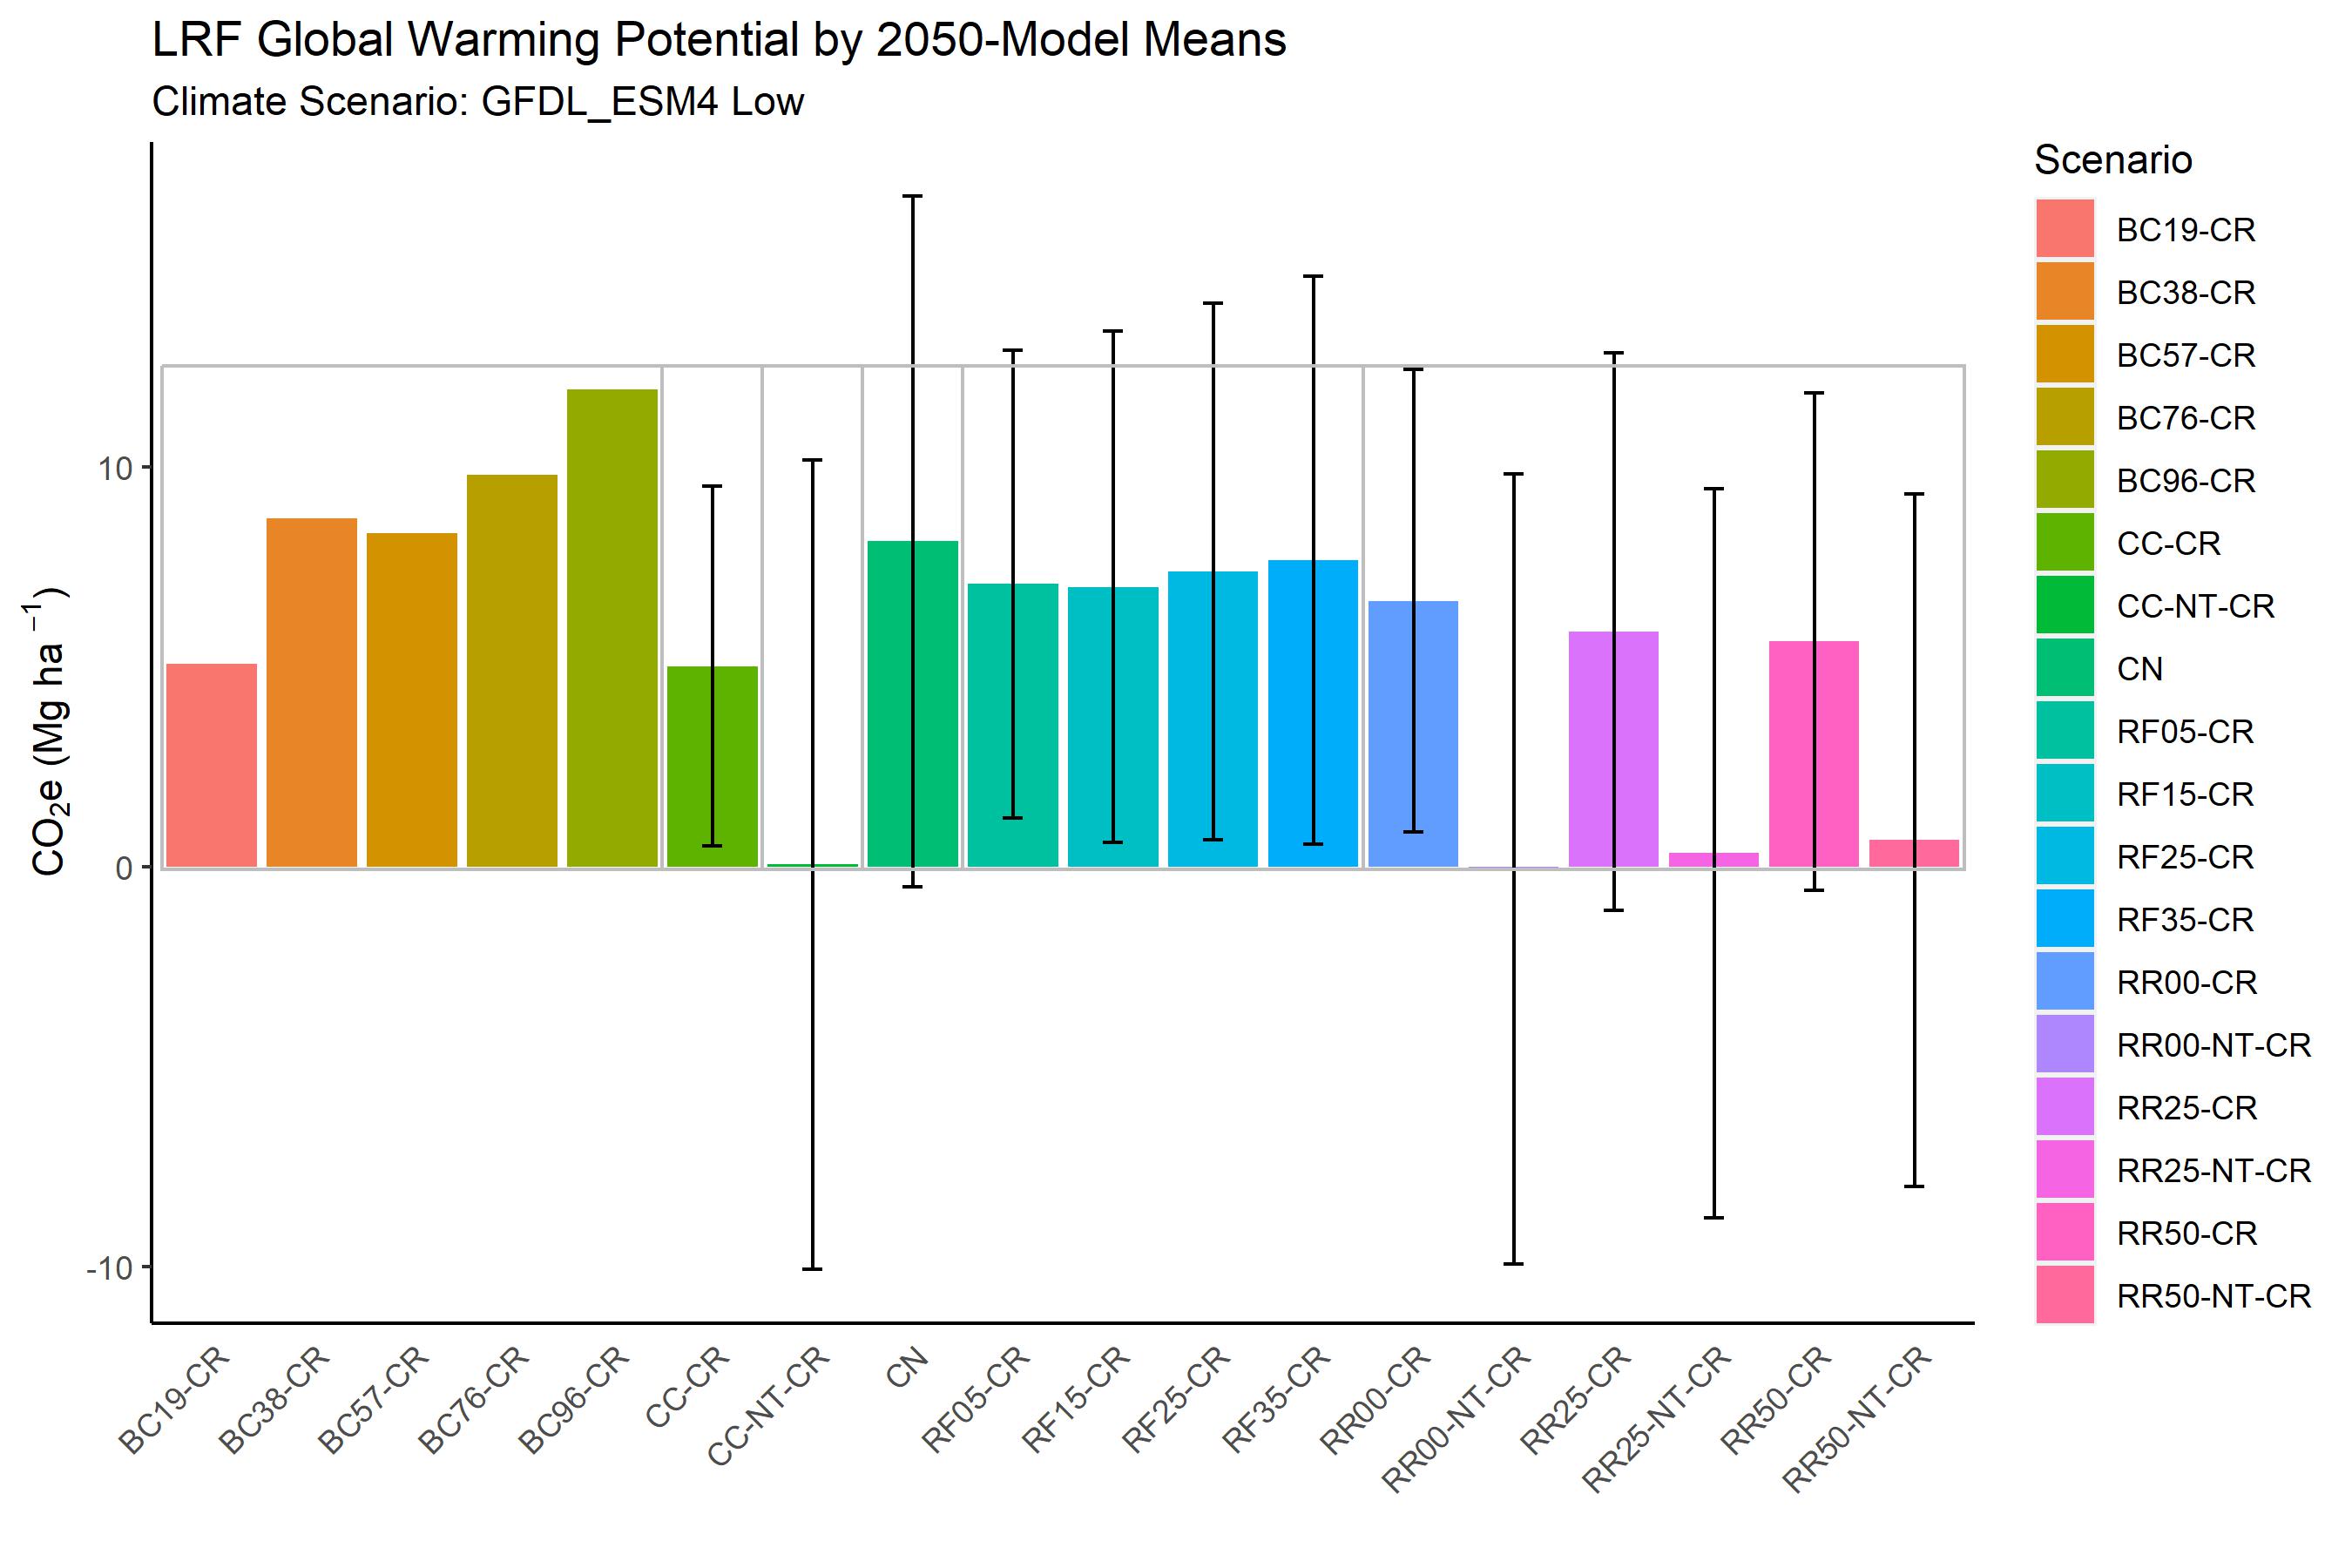 LRF Global Warming Potential by 2050-Model Means
Climate Scenario: GFDL_ESM4 Low
CO₂e (Mg ha ⁻¹)
10
0
-10
BC19-CR
BC38-CR
BC57-CR
BC76-CR
BC96-CR
CC-CR
CC-NT-CR
CN
RF05-CR
RF15-CR
RF25-CR
RF35-CR
RR00-CR
RR00-NT-CR
RR25-CR
RR25-NT-CR
RR50-CR
RR50-NT-CR
Scenario
BC19-CR
BC38-CR
BC57-CR
BC76-CR
BC96-CR
CC-CR
CC-NT-CR
CN
RF05-CR
RF15-CR
RF25-CR
RF35-CR
RR00-CR
RR00-NT-CR
RR25-CR
RR25-NT-CR
RR50-CR
RR50-NT-CR